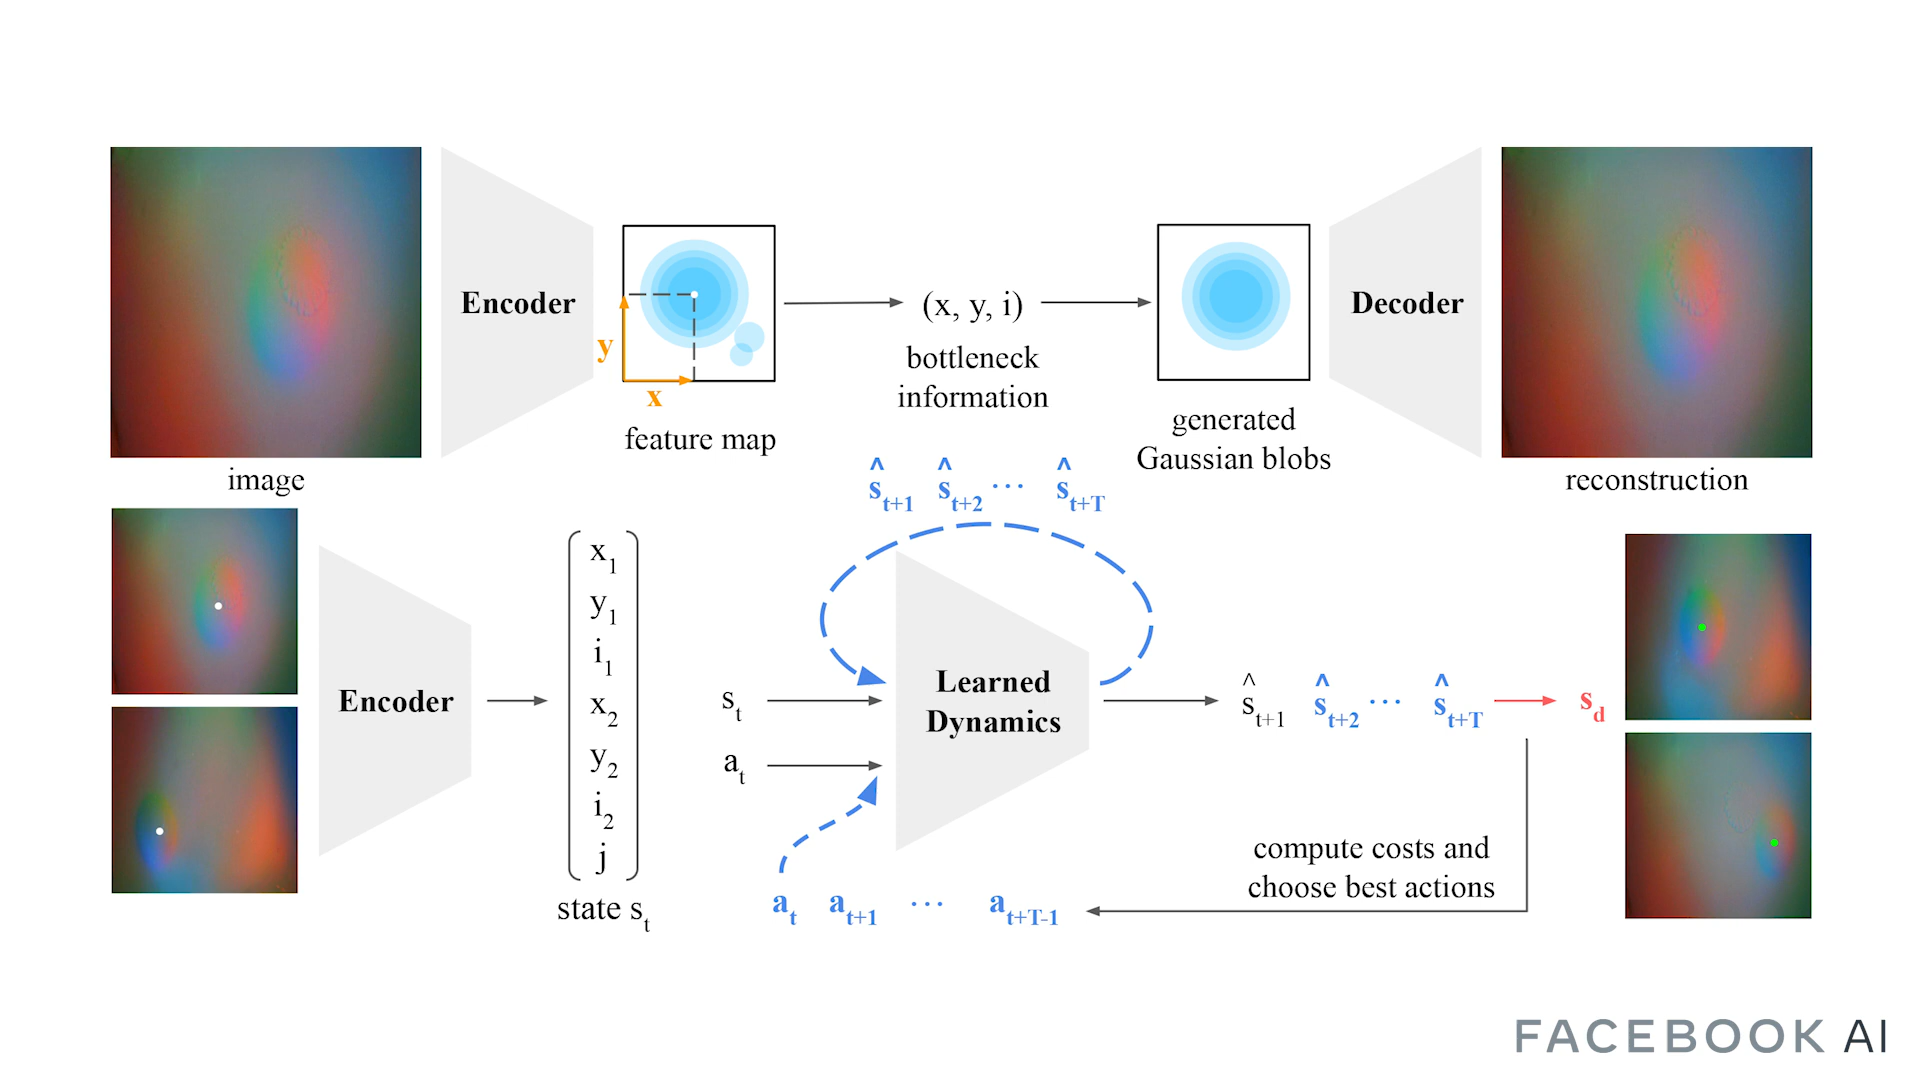 Encoder
y
x
feature map
image
(x, y, i)
bottleneck
information
generated
Gaussian blobs
Decoder
reconstruction
ŝt+1 ŝt+2 ··· ŝt+T
Encoder
x1
y1
i1
x2
y2
i2
j
state st
st
at
Learned
Dynamics
ŝt+1 ŝt+2 ··· ŝt+T
sd
compute costs and
choose best actions
at at+1 ··· at+T-1
FACEBOOK AI